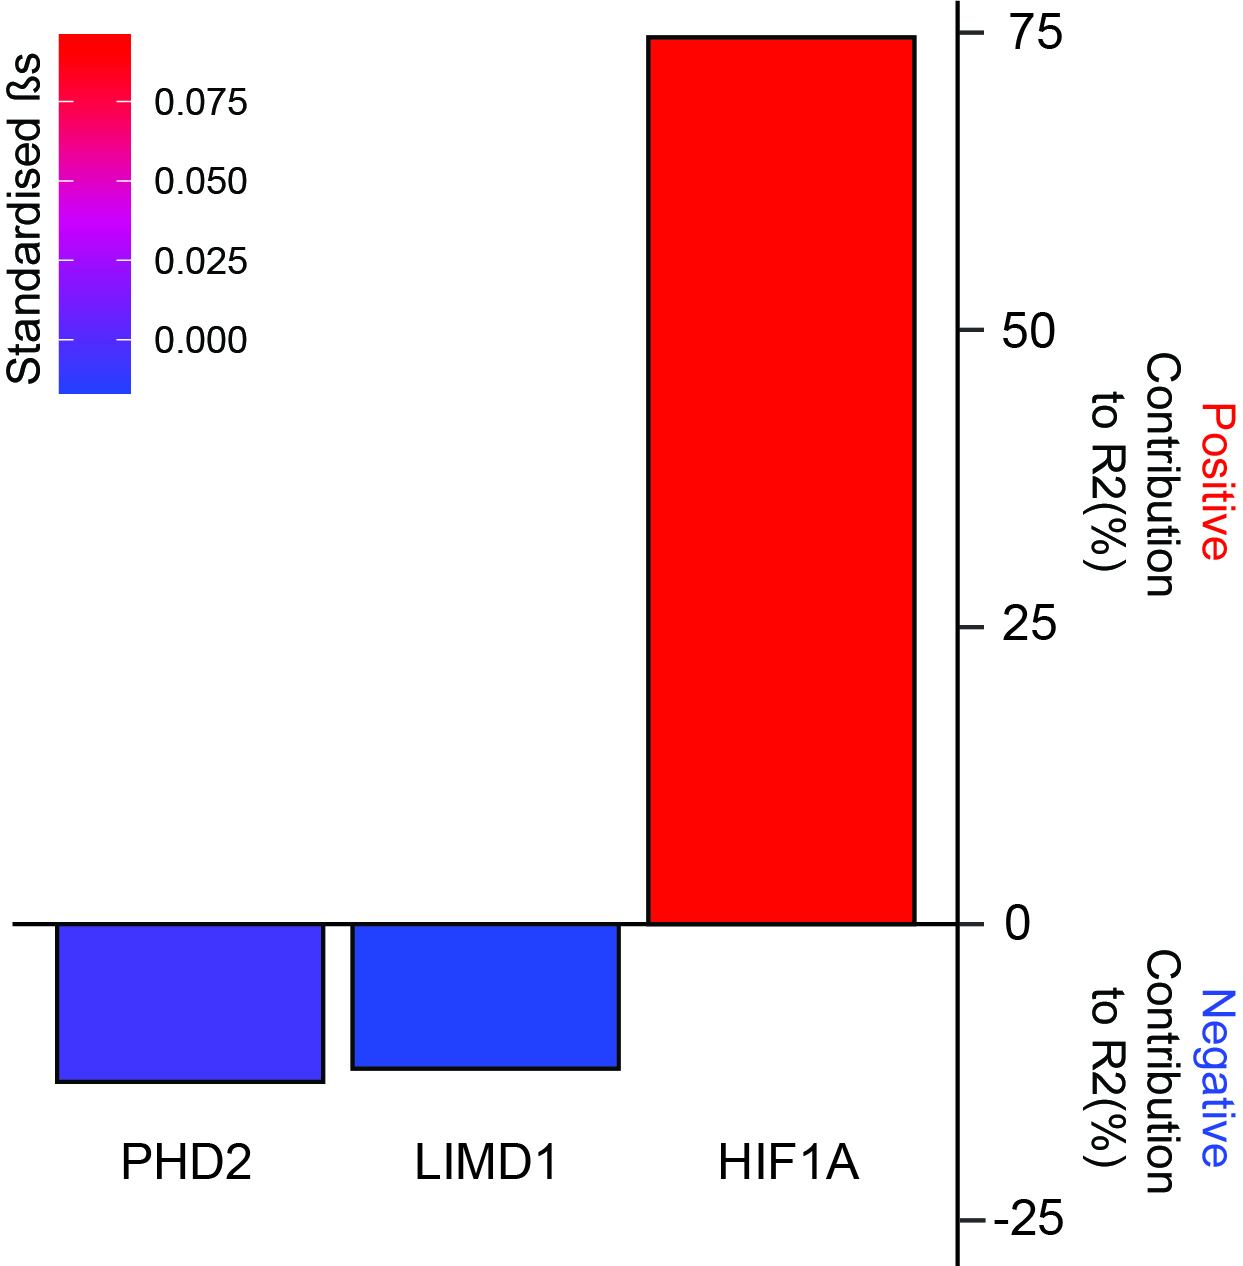 Standardised ßs
0.075
0.050
0.025
0.000
75
50
25
0
-25
Positive
Contribution
to R2(%)
Negative
Contribution
to R2(%)
PHD2
LIMD1
HIF1A